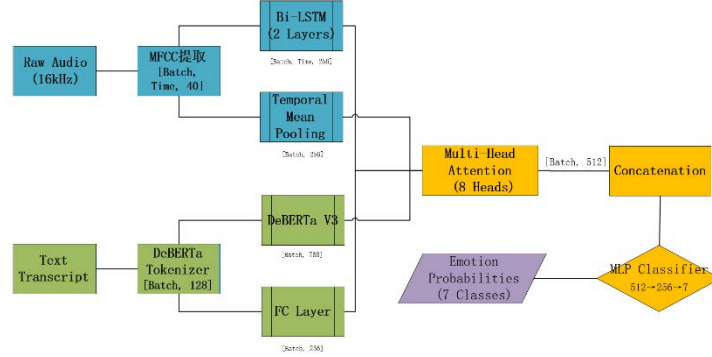 Raw Audio
(16kHz)
MFCC提取
[Batch,
Time, 40]
Bi-LSTM
(2 Layers)
[Batch, Time, 256]
Temporal
Mean
Pooling
[Batch, 256]
Text
Transcript
DeBERTa
Tokenizer
[Batch, 128]
DeBERTa V3
[Batch, 768]
FC Layer
[Batch, 256]
Multi-Head
Attention
(8 Heads)
[Batch, 512]
Concatenation
MLP Classifier
512→256→7
Emotion
Probabilities
(7 Classes)